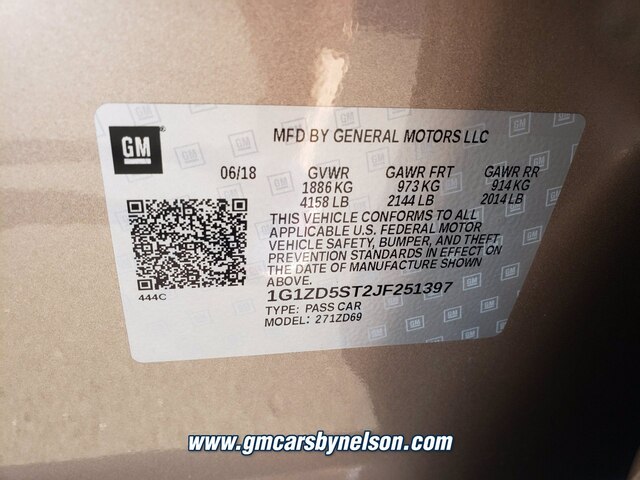 GM
MFD BY GENERAL MOTORS LLC
06/18 GVWR GAWR FRT GAWR RR
1886 KG 973 KG 914 KG
4158 LB 2144 LB 2014 LB
THIS VEHICLE CONFORMS TO ALL
APPLICABLE U.S. FEDERAL MOTOR
VEHICLE SAFETY, BUMPER, AND THEFT
PREVENTION STANDARDS IN EFFECT ON
THE DATE OF MANUFACTURE SHOWN
ABOVE.
444C
1G1ZD5ST2JF251397
TYPE: PASS CAR
MODEL: 271ZD69
www.gmcarsbynelson.com